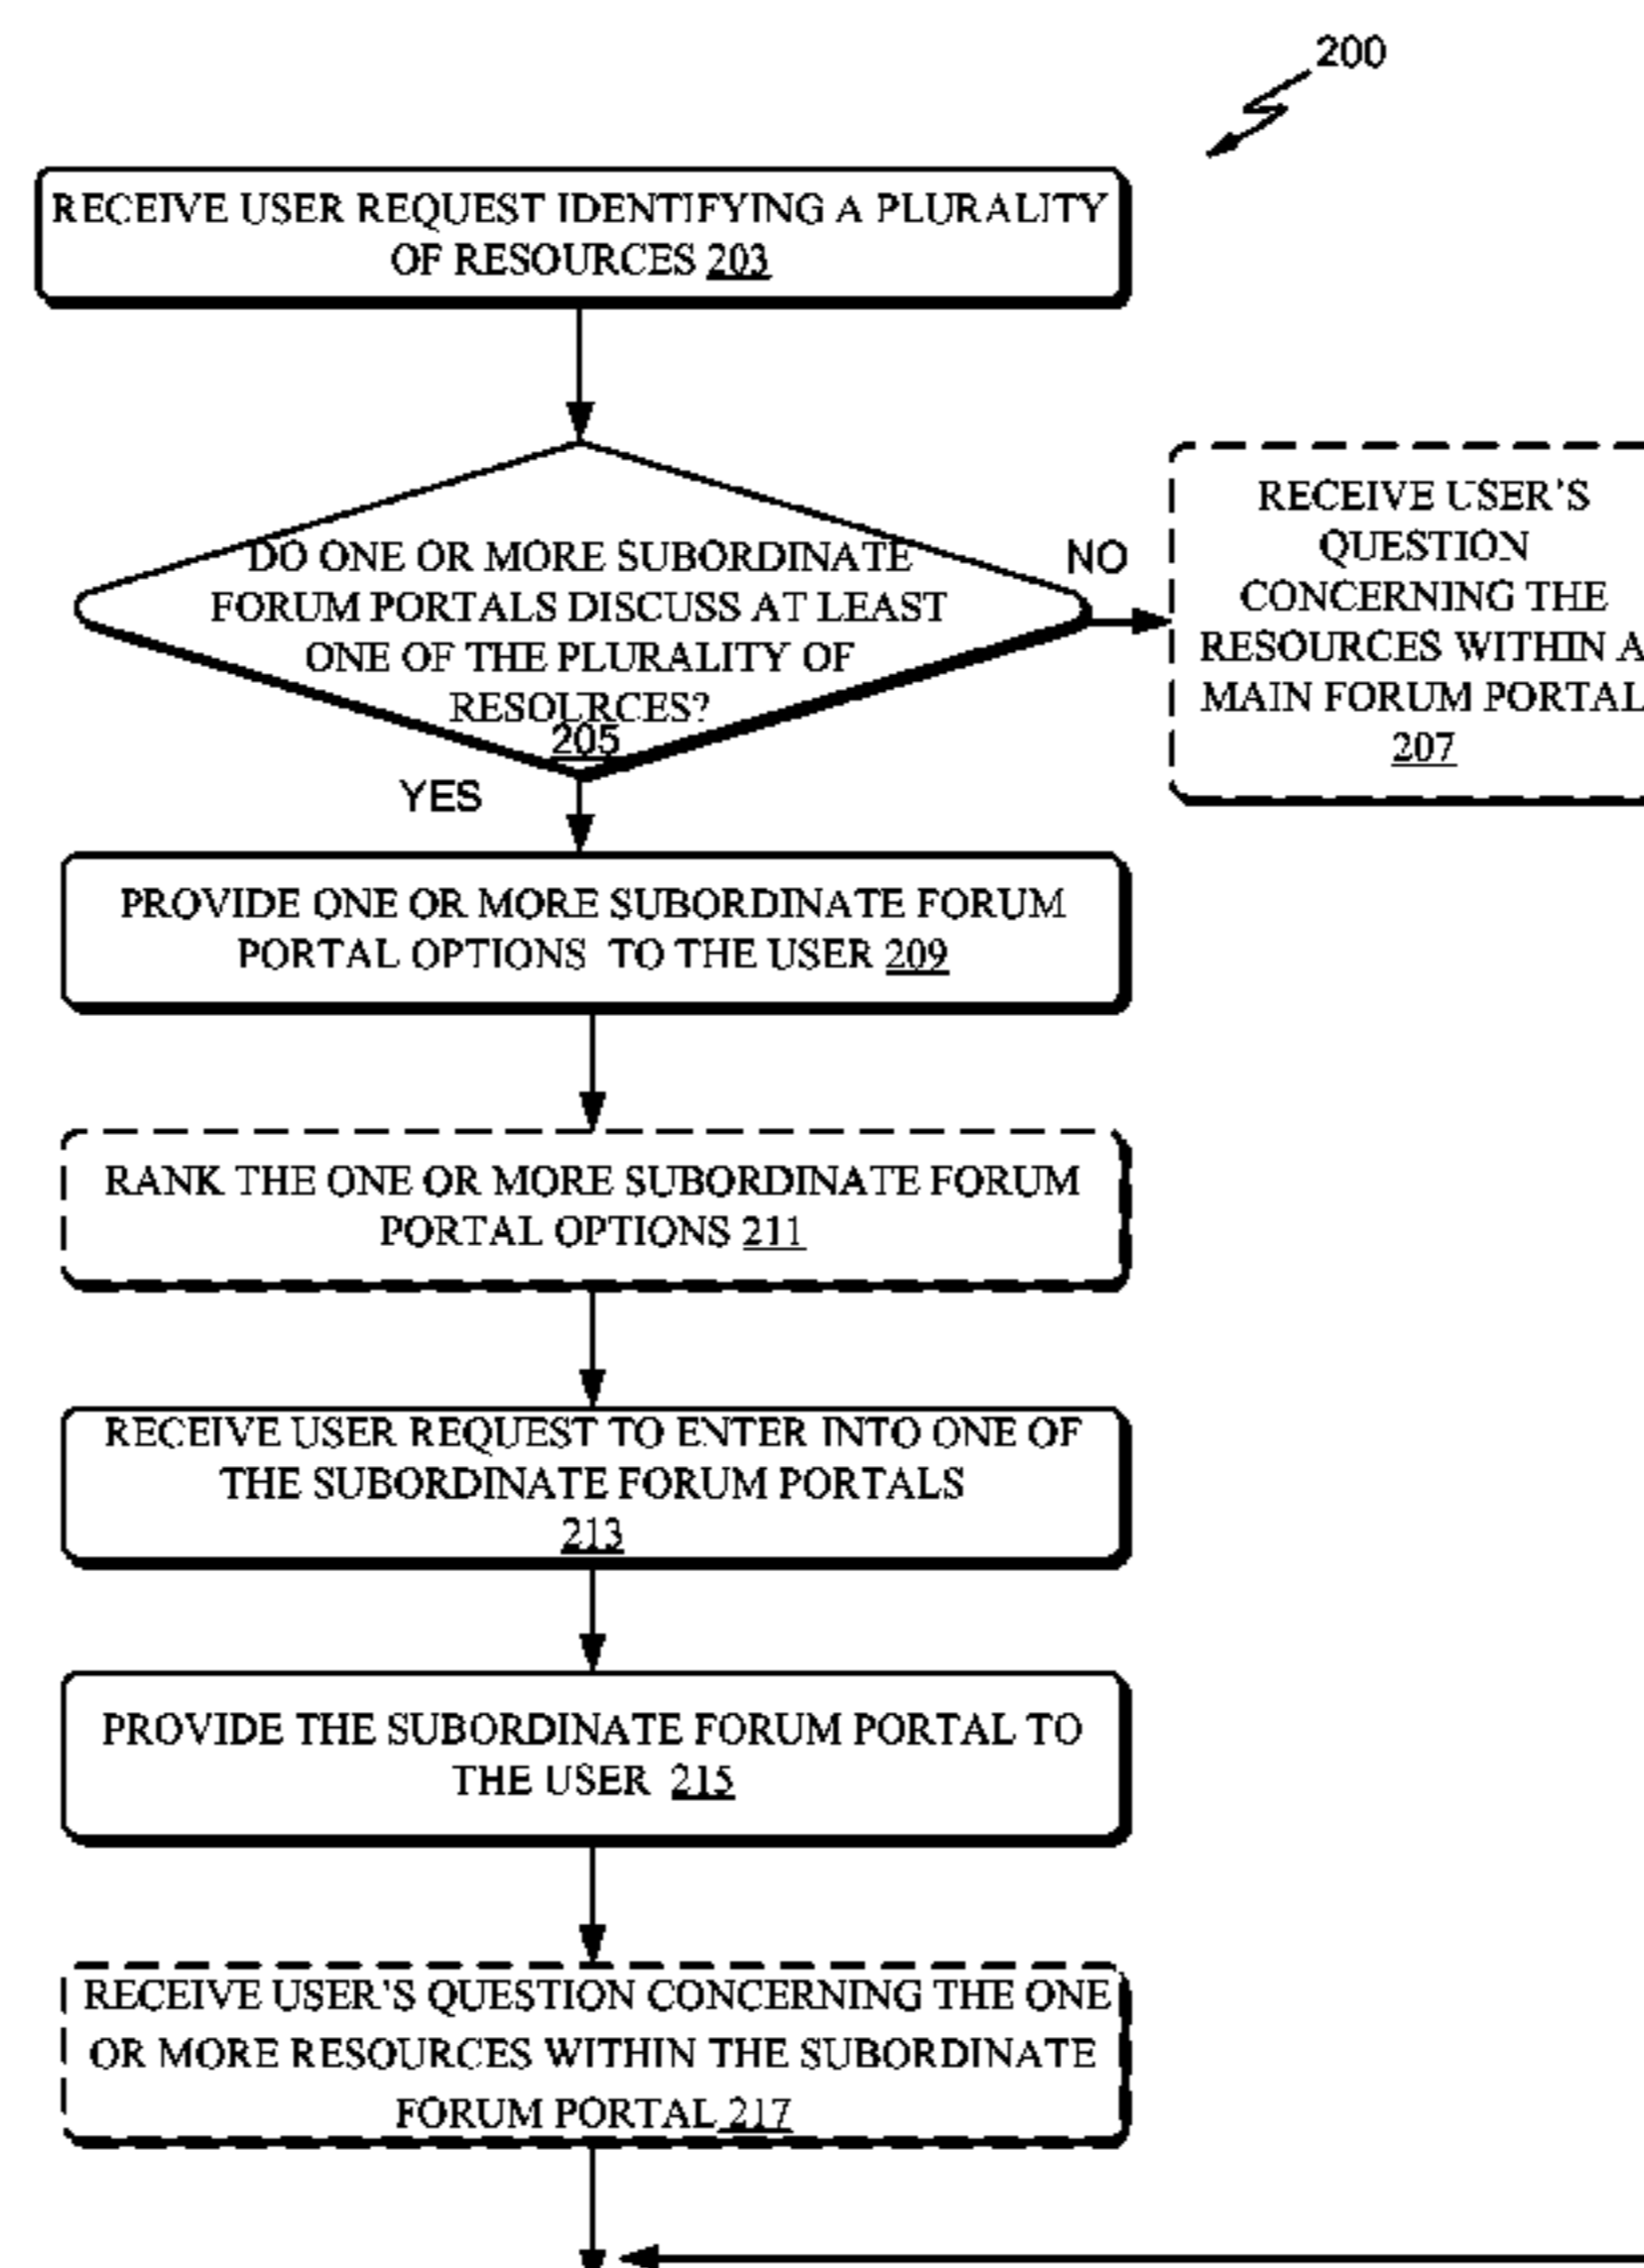 200
RECEIVE USER REQUEST IDENTIFYING A PLURALITY
OF RESOURCES 203
DO ONE OR MORE SUBORDINATE
FORUM PORTALS DISCUSS AT LEAST
ONE OF THE PLURALITY OF
RESOURCES?
205
NO
YES
RECEIVE USER'S
QUESTION
CONCERNING THE
RESOURCES WITHIN A
MAIN FORUM PORTAL
207
PROVIDE ONE OR MORE SUBORDINATE FORUM
PORTAL OPTIONS TO THE USER 209
RANK THE ONE OR MORE SUBORDINATE FORUM
PORTAL OPTIONS 211
RECEIVE USER REQUEST TO ENTER INTO ONE OF
THE SUBORDINATE FORUM PORTALS
213
PROVIDE THE SUBORDINATE FORUM PORTAL TO
THE USER 215
RECEIVE USER'S QUESTION CONCERNING THE ONE
OR MORE RESOURCES WITHIN THE SUBORDINATE
FORUM PORTAL 217